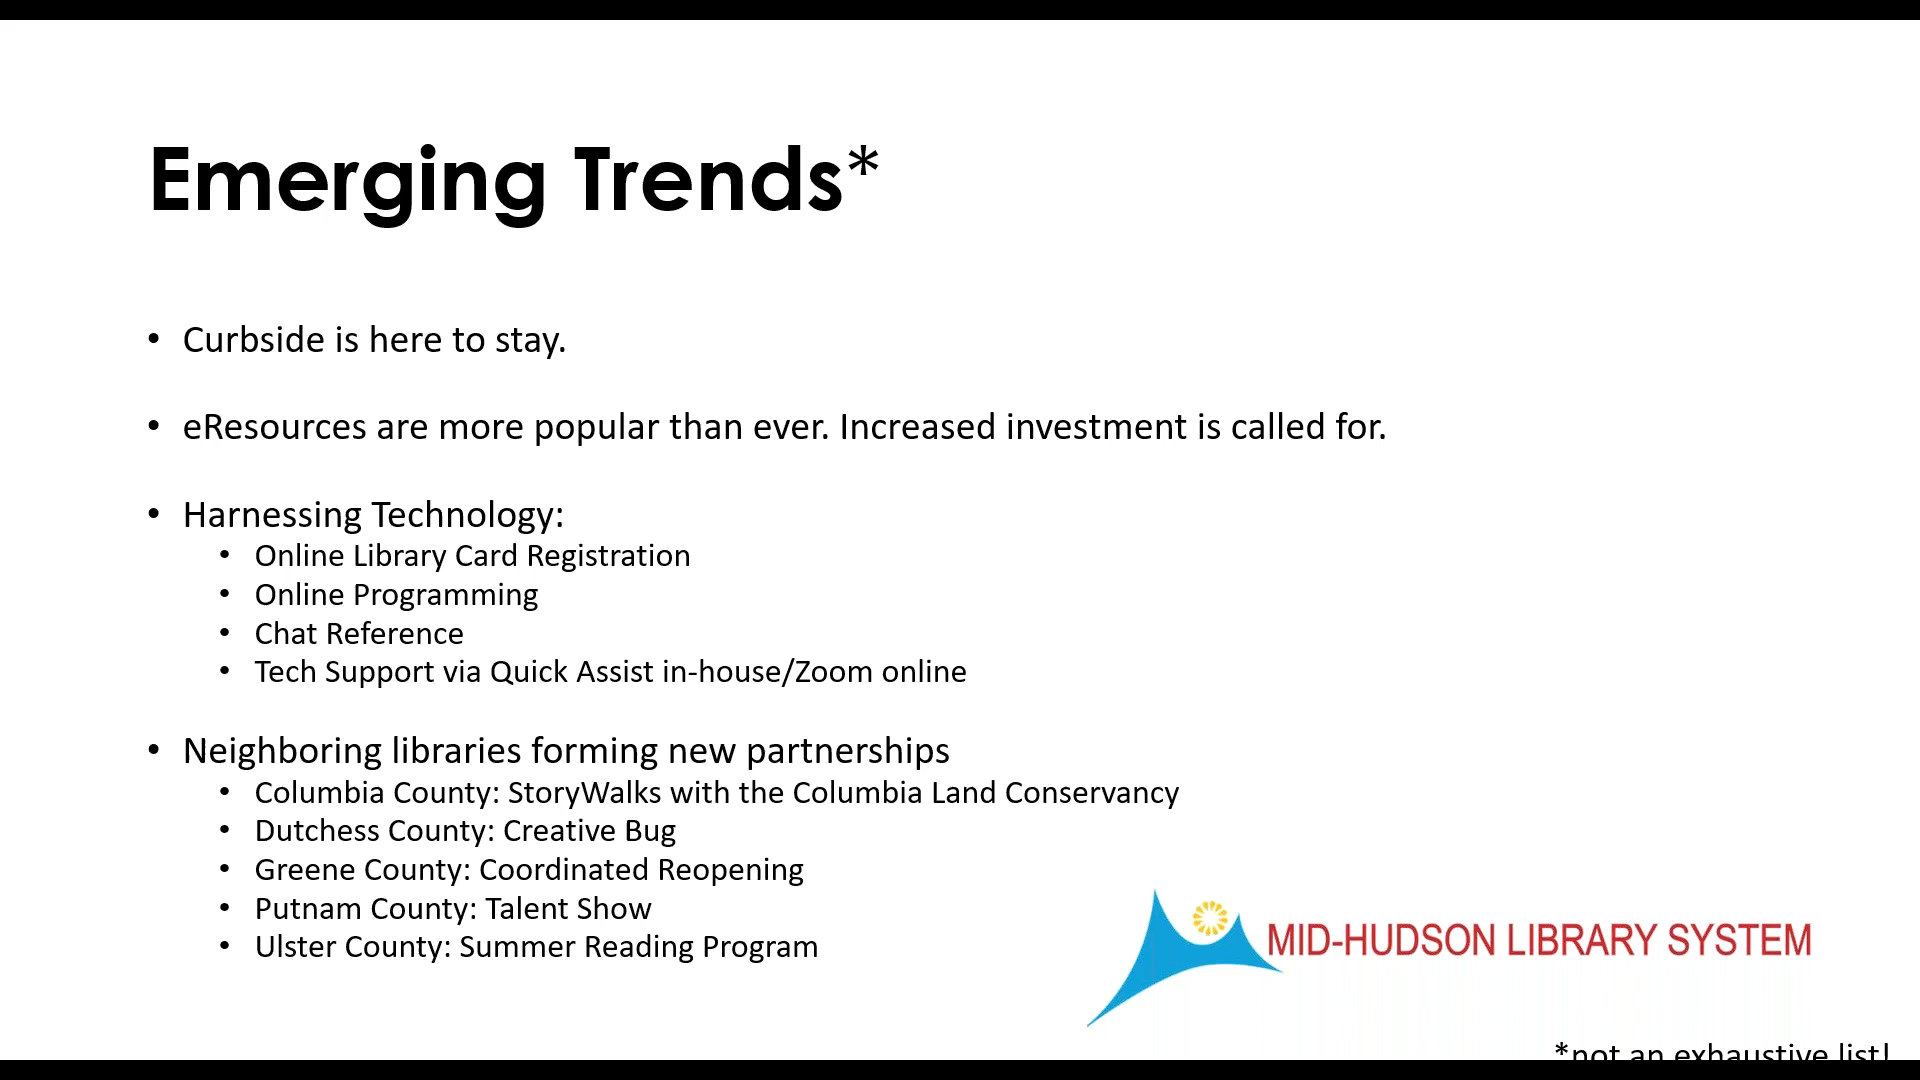 Emerging Trends*
• Curbside is here to stay.
• eResources are more popular than ever. Increased investment is called for.
• Harnessing Technology:
• Online Library Card Registration
• Online Programming
• Chat Reference
• Tech Support via Quick Assist in-house/Zoom online
• Neighboring libraries forming new partnerships
• Columbia County: StoryWalks with the Columbia Land Conservancy
• Dutchess County: Creative Bug
• Greene County: Coordinated Reopening
• Putnam County: Talent Show
• Ulster County: Summer Reading Program
MID-HUDSON LIBRARY SYSTEM
*not an exhaustive list!